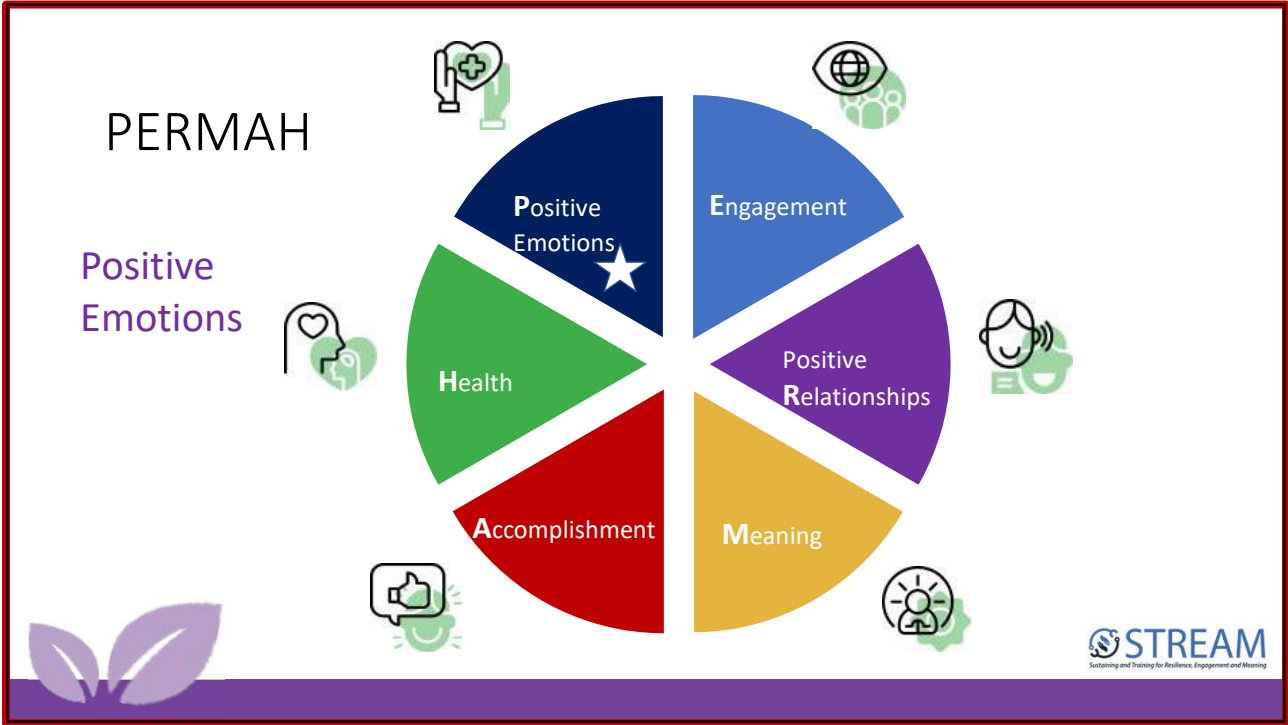 PERMAH
Positive
Emotions
Positive
Emotions
Engagement
Positive
Relationships
Meaning
Accomplishment
Health
STREAM
Sustaining and Training for Resilience, Engagement and Meaning